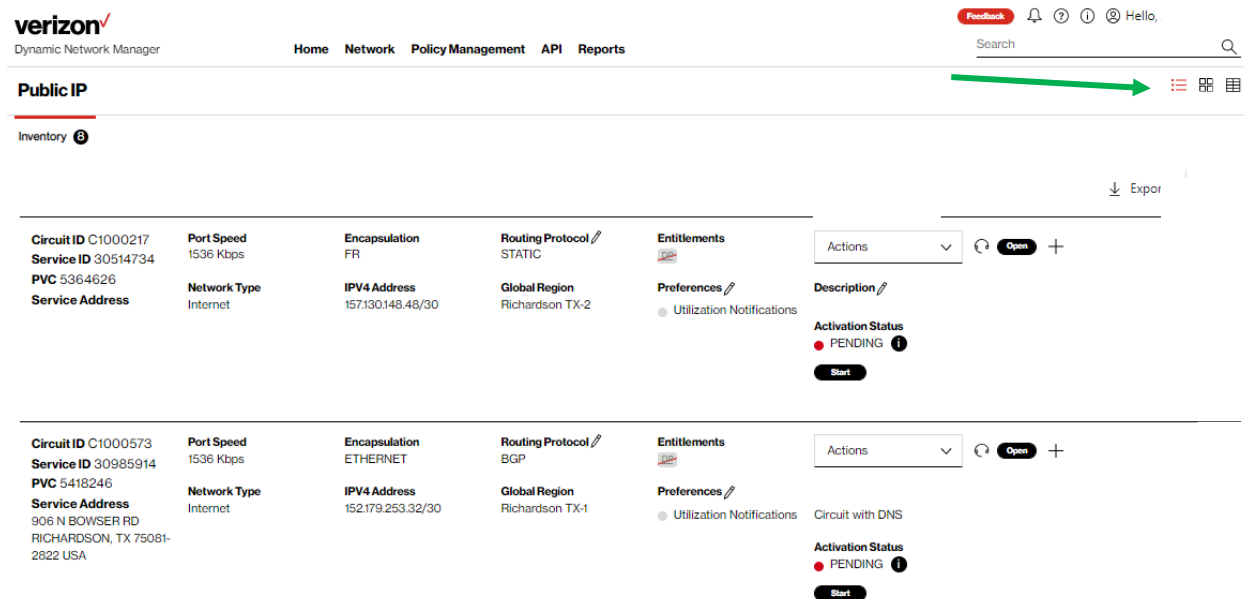 verizon
Feedback Hello,
Dynamic Network Manager
Home Network Policy Management API Reports
Search
Public IP
Inventory 8
Expor
Circuit ID C1000217
Service ID 30514734
PVC 5364626
Service Address
Port Speed
1536 Kbps
Network Type
Internet
Encapsulation
FR
IPV4 Address
157.130.148.48/30
Routing Protocol
STATIC
Global Region
Richardson TX-2
Entitlements
DR
Preferences
Utilization Notifications
Actions
Open
Description
Activation Status
PENDING
Start
Circuit ID C1000573
Service ID 30985914
PVC 5418246
Service Address
906 N BOWSER RD
RICHARDSON, TX 75081-
2822 USA
Port Speed
1536 Kbps
Network Type
Internet
Encapsulation
ETHERNET
IPV4 Address
152.179.253.32/30
Routing Protocol
BGP
Global Region
Richardson TX-1
Entitlements
DR
Preferences
Utilization Notifications
Actions
Open
Circuit with DNS
Activation Status
PENDING
Start